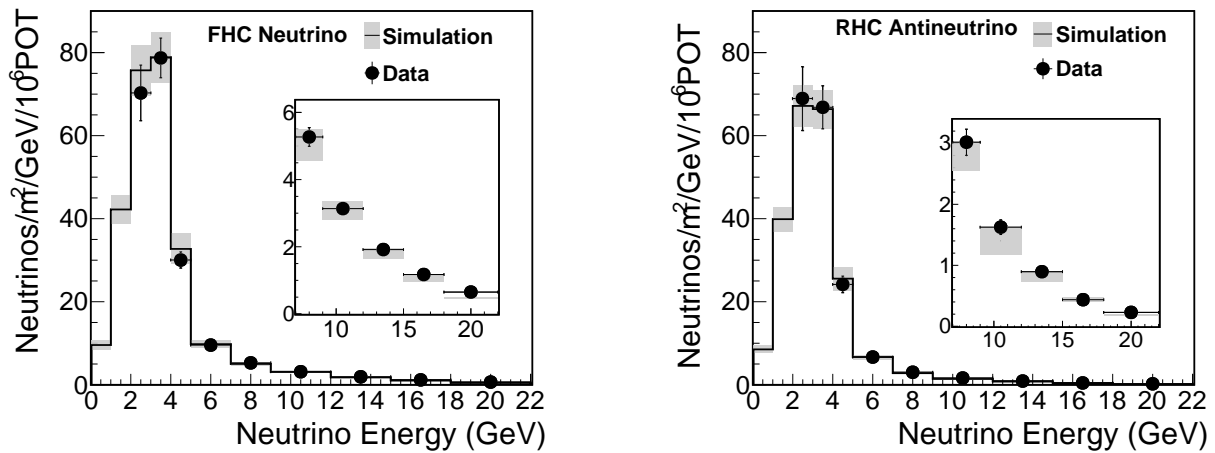 Neutrinos/m²/GeV/10⁶POT
80
60
40
20
0
FHC Neutrino
Simulation
Data
6
4
2
0
10 15 20
0 2 4 6 8 10 12 14 16 18 20 22
Neutrino Energy (GeV)
Neutrinos/m²/GeV/10⁶POT
80
60
40
20
0
RHC Antineutrino
Simulation
Data
3
2
1
0
10 15 20
0 2 4 6 8 10 12 14 16 18 20 22
Neutrino Energy (GeV)